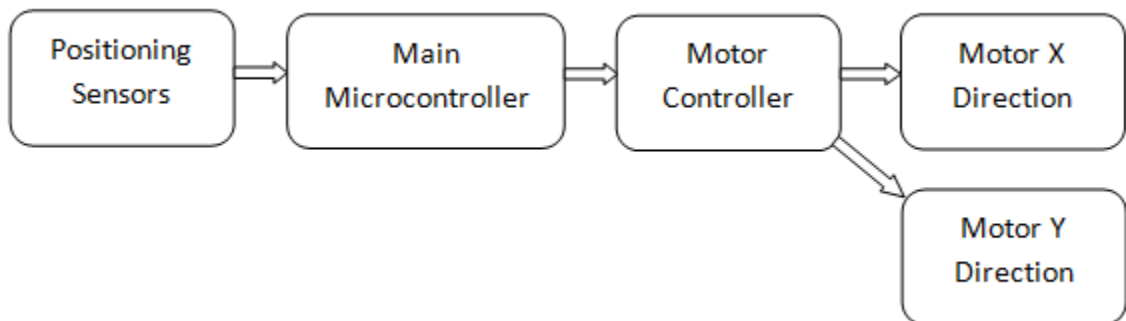 Positioning
Sensors
Main
Microcontroller
Motor
Controller
Motor X
Direction
Motor Y
Direction